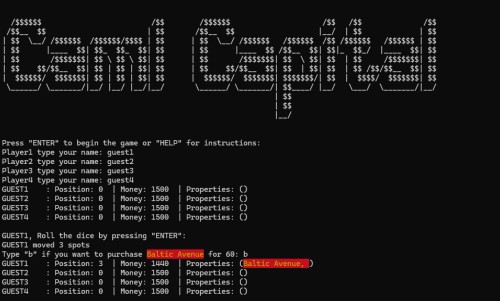 Caml Capital
Press "ENTER" to begin the game or "HELP" for instructions:
Player1 type your name: guest1
Player2 type your name: guest2
Player3 type your name: guest3
Player4 type your name: guest4
GUEST1 : Position: 0 | Money: 1500 | Properties: ()
GUEST2 : Position: 0 | Money: 1500 | Properties: ()
GUEST3 : Position: 0 | Money: 1500 | Properties: ()
GUEST4 : Position: 0 | Money: 1500 | Properties: ()
GUEST1, Roll the dice by pressing "ENTER":
GUEST1 moved 3 spots
Type "b" if you want to purchase Baltic Avenue for 60: b
GUEST1 : Position: 3 | Money: 1440 | Properties: (Baltic Avenue, )
GUEST2 : Position: 0 | Money: 1500 | Properties: ()
GUEST3 : Position: 0 | Money: 1500 | Properties: ()
GUEST4 : Position: 0 | Money: 1500 | Properties: ()